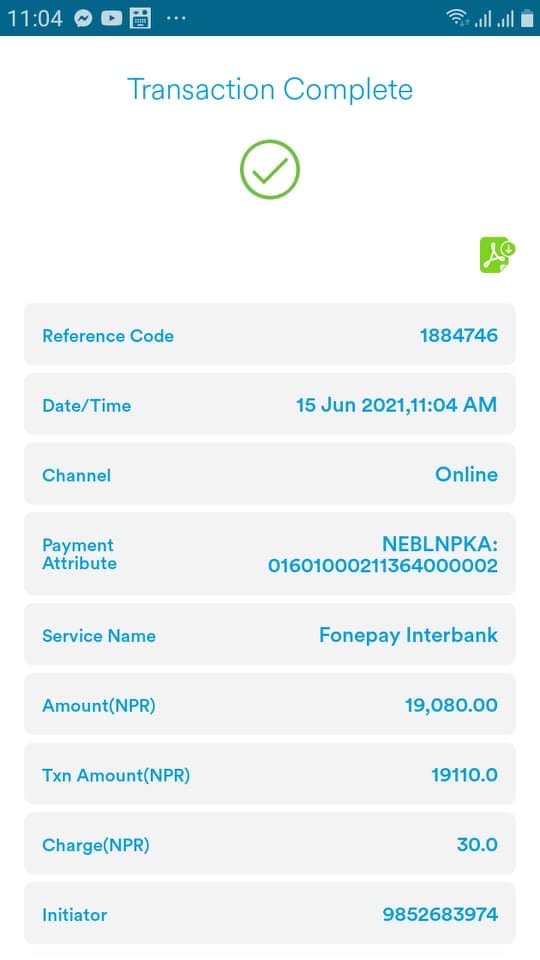 11:04
Transaction Complete
Reference Code 1884746
Date/Time 15 Jun 2021,11:04 AM
Channel Online
Payment Attribute NEBLNPKA:
01601000211364000002
Service Name Fonepay Interbank
Amount(NPR) 19,080.00
Txn Amount(NPR) 19110.0
Charge(NPR) 30.0
Initiator 9852683974